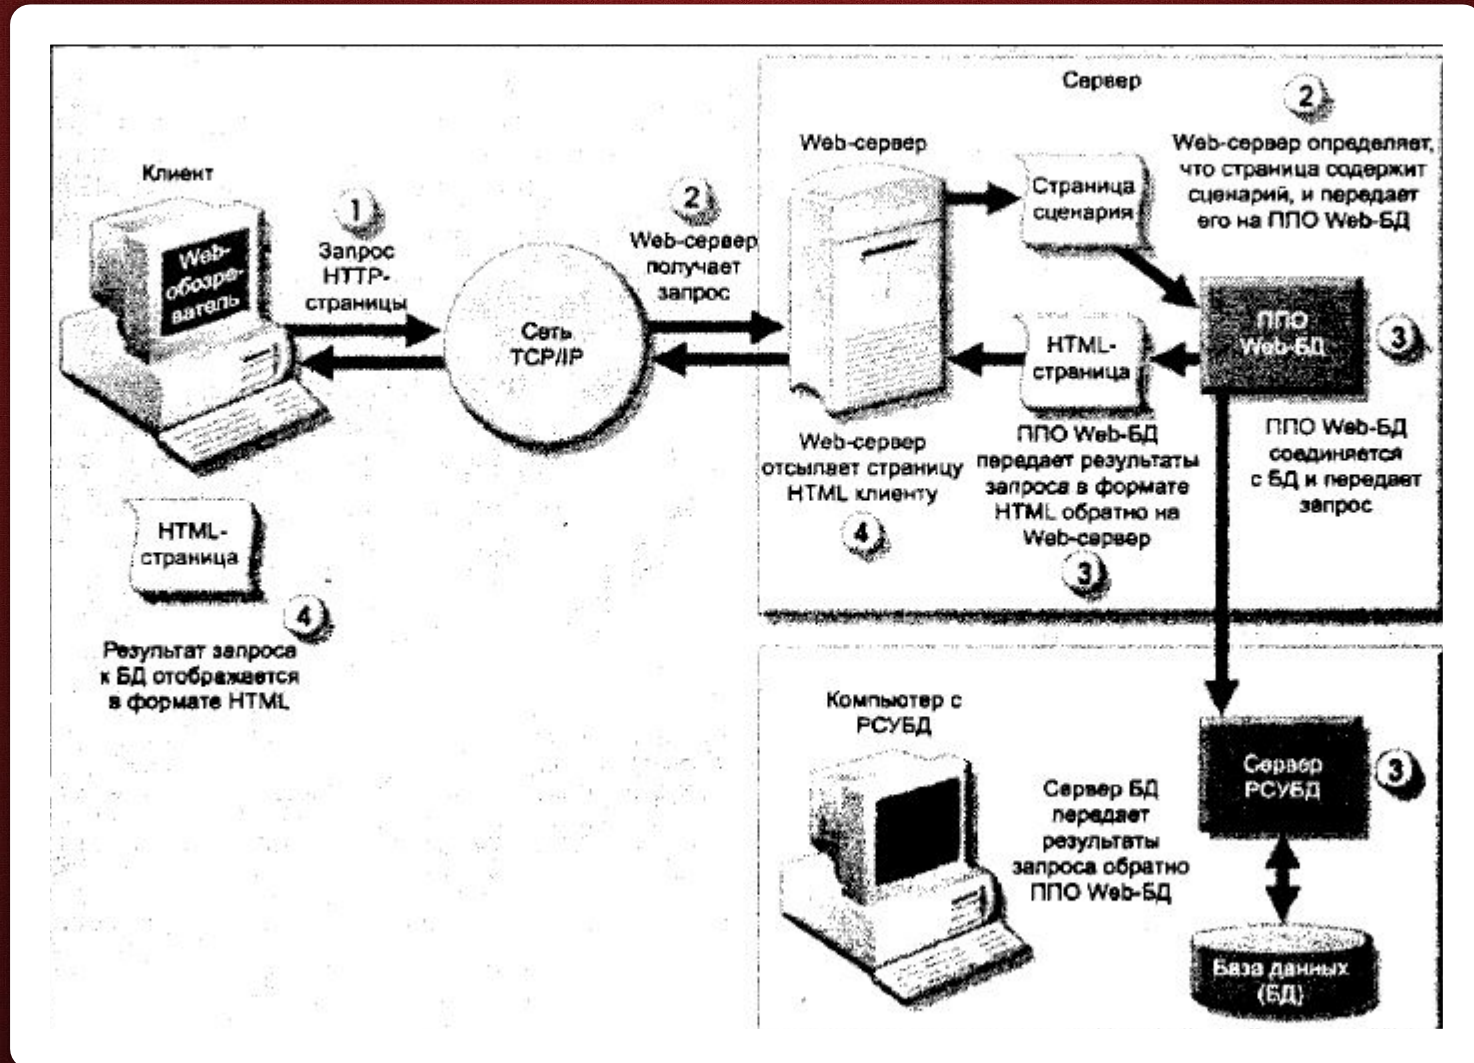 Клиент
Web-
обозре-
ватель
1
Запрос
HTTP-
страницы
Сеть
TCP/IP
2
Web-сервер
получает
запрос
Сервер
Web-сервер
Страница
сценария
2
Web-сервер определяет,
что страница содержит
сценарий, и передает
его на ППО Web-БД
ППО
Web-БД
3
HTML-
страница
ППО Web-БД
соединяется
с БД и передает
запрос
Web-сервер
отсылает страницу
HTML клиенту
4
ППО Web-БД
передает результаты
запроса в формате
HTML обратно на
Web-сервер
3
HTML-
страница
4
Результат запроса
к БД отображается
в формате HTML
Компьютер с
РСУБД
Сервер БД
передает
результаты
запроса обратно
ППО Web-БД
Сервер
РСУБД
3
База данных
(БД)